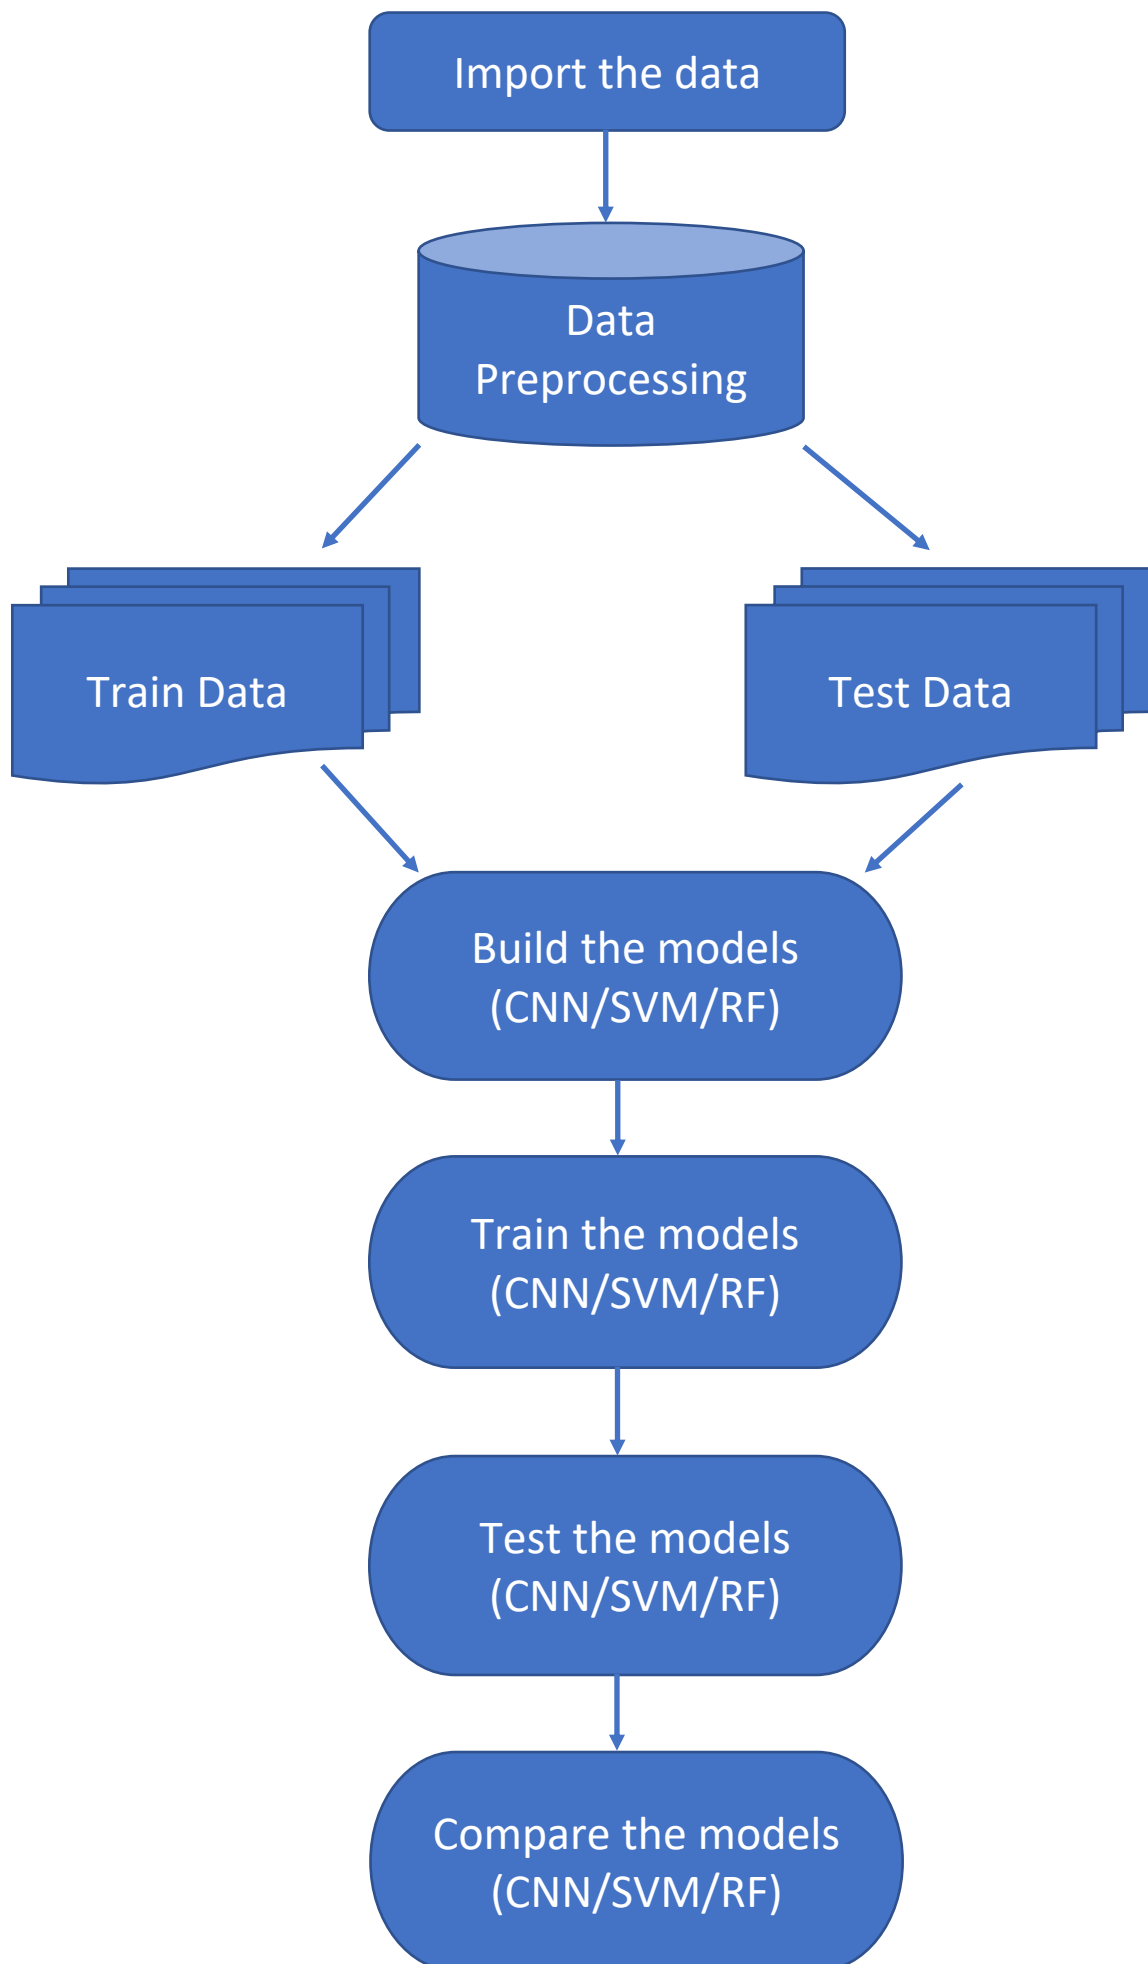 Import the data
Data
Preprocessing
Train Data
Test Data
Build the models
(CNN/SVM/RF)
Train the models
(CNN/SVM/RF)
Test the models
(CNN/SVM/RF)
Compare the models
(CNN/SVM/RF)